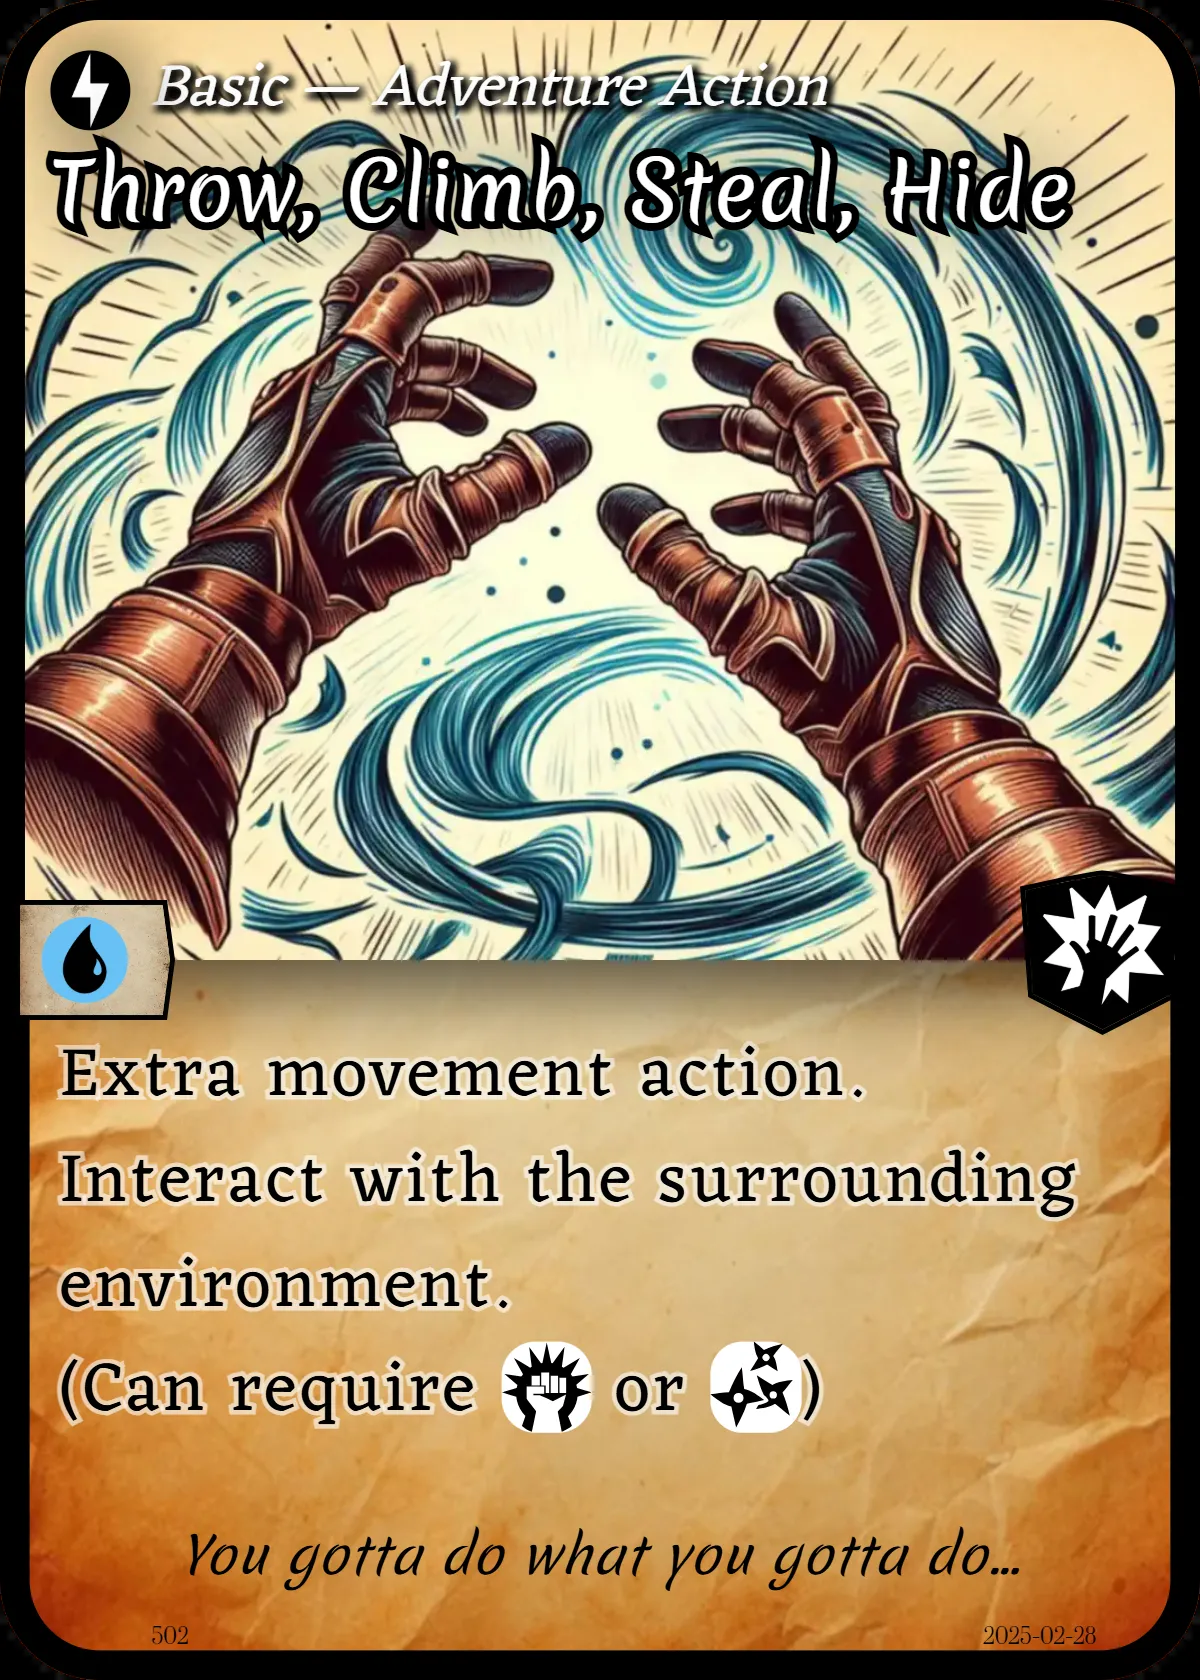 Basic — Adventure Action
Throw, Climb, Steal, Hide
Extra movement action.
Interact with the surrounding
environment.
(Can require or )
You gotta do what you gotta do...
502
2025-02-28